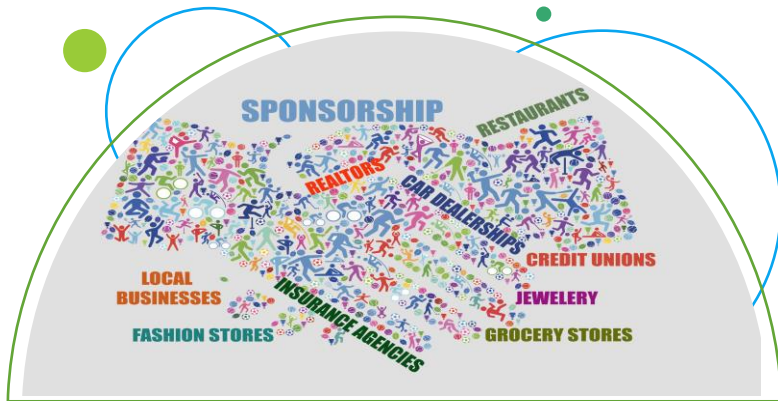 SPONSORSHIP
RESTAURANTS
REALTORS
CAR DEALERSHIPS
CREDIT UNIONS
LOCAL
BUSINESSES
JEWELERY
INSURANCE AGENCIES
FASHION STORES
GROCERY STORES